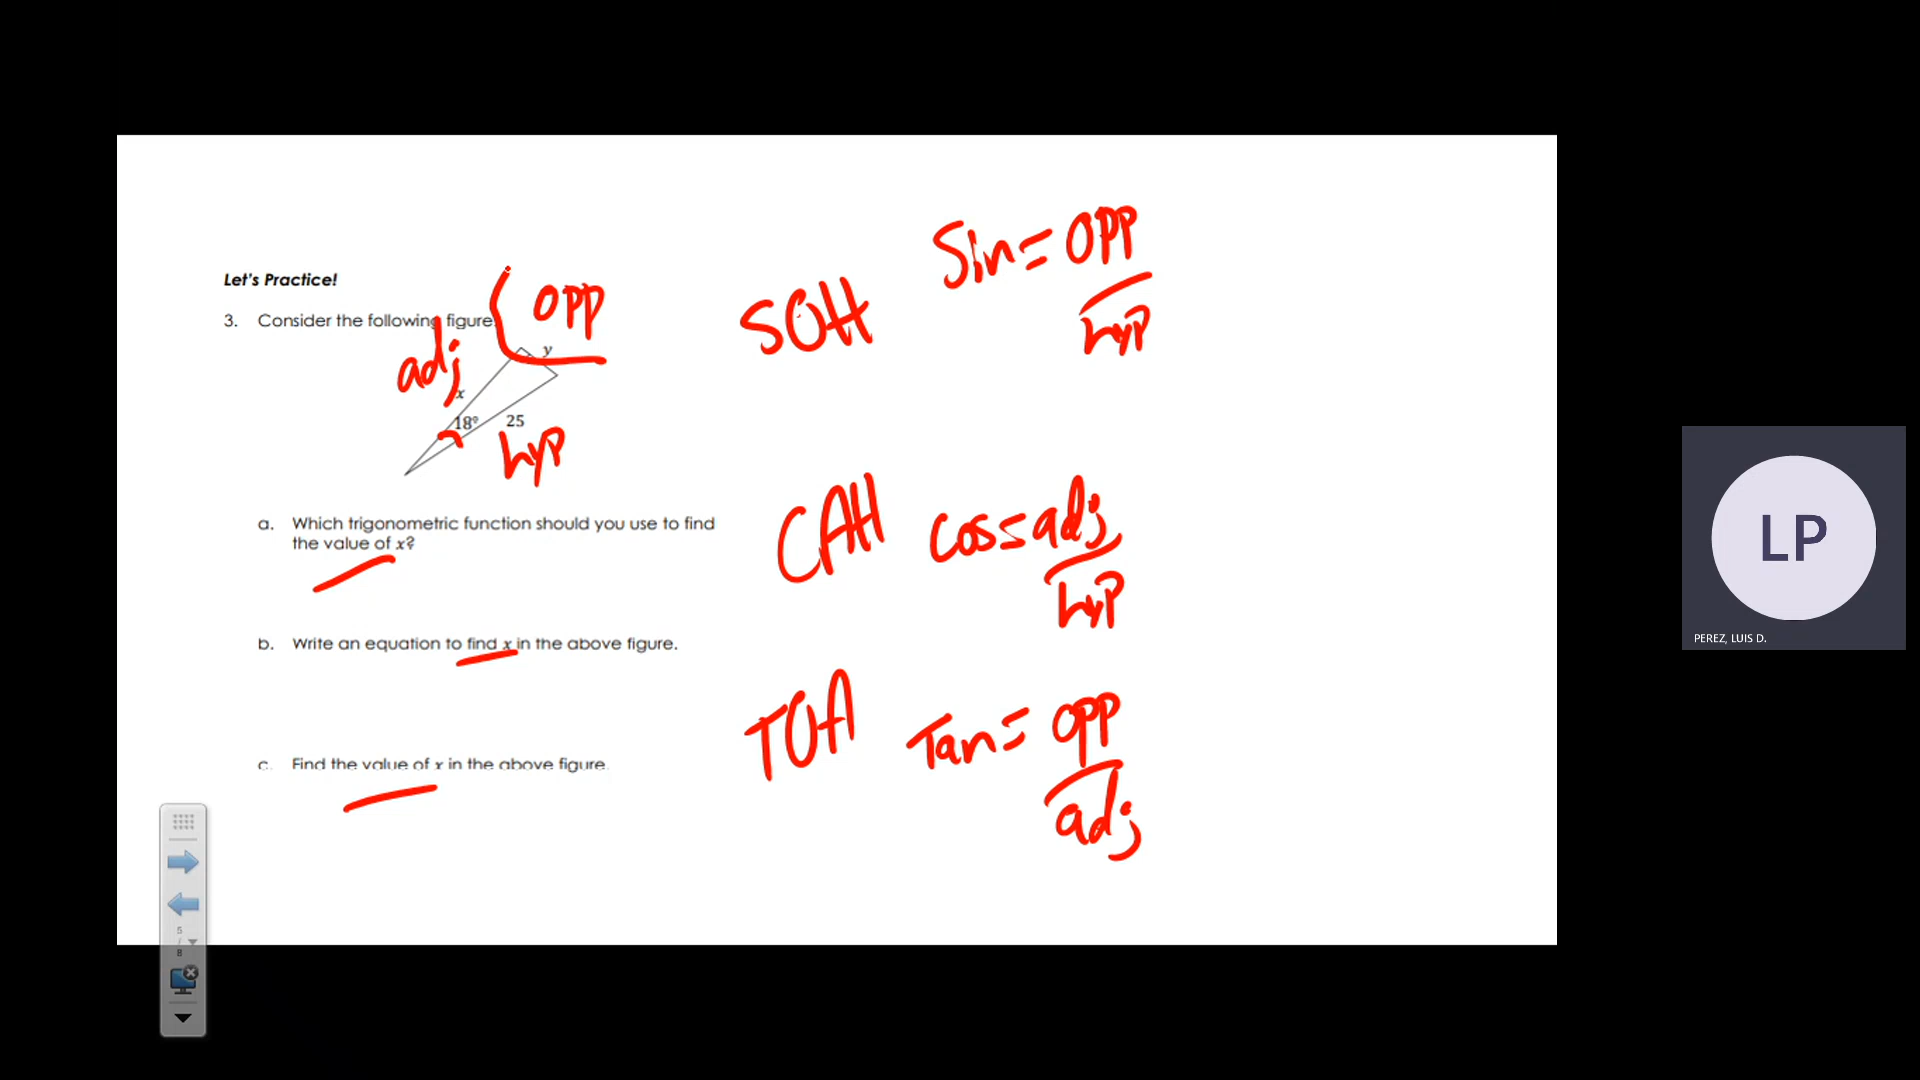 Let's Practice!
3. Consider the following figure.
opp
adj
y
x
18°
25
hyp
a. Which trigonometric function should you use to find
the value of x?
b. Write an equation to find x in the above figure.
c. Find the value of x in the above figure.
SOH
Sin = opp
hyp
CAH
cos = adj
hyp
TOA
Tan = opp
adj
5
/
8
LP
PEREZ, LUIS D.